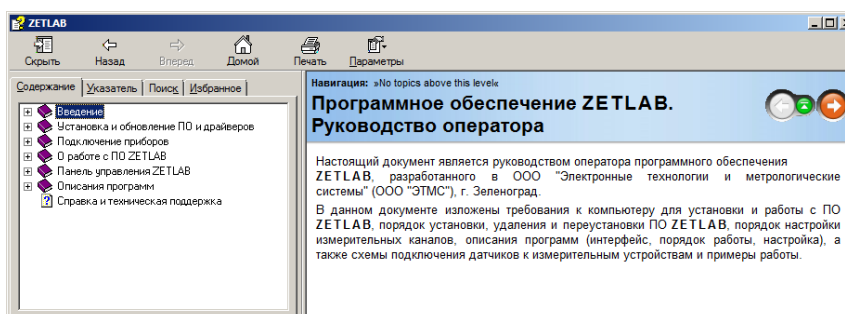 ZETLAB
Скрыть Назад Вперед Домой Печать Параметры
Содержание Указатель Поиск Избранное
Введение
Установка и обновление ПО и драйверов
Подключение приборов
О работе с ПО ZETLAB
Панель управления ZETLAB
Описания программ
Справка и техническая поддержка
Навигация: »No topics above this level«
Программное обеспечение ZETLAB.
Руководство оператора
Настоящий документ является руководством оператора программного обеспечения
ZETLAB, разработанного в ООО "Электронные технологии и метрологические
системы" (ООО "ЭТМС"), г. Зеленоград.
В данном документе изложены требования к компьютеру для установки и работы с ПО
ZETLAB, порядок установки, удаления и переустановки ПО ZETLAB, порядок настройки
измерительных каналов, описания программ (интерфейс, порядок работы, настройка), а
также схемы подключения датчиков к измерительным устройствам и примеры работы.